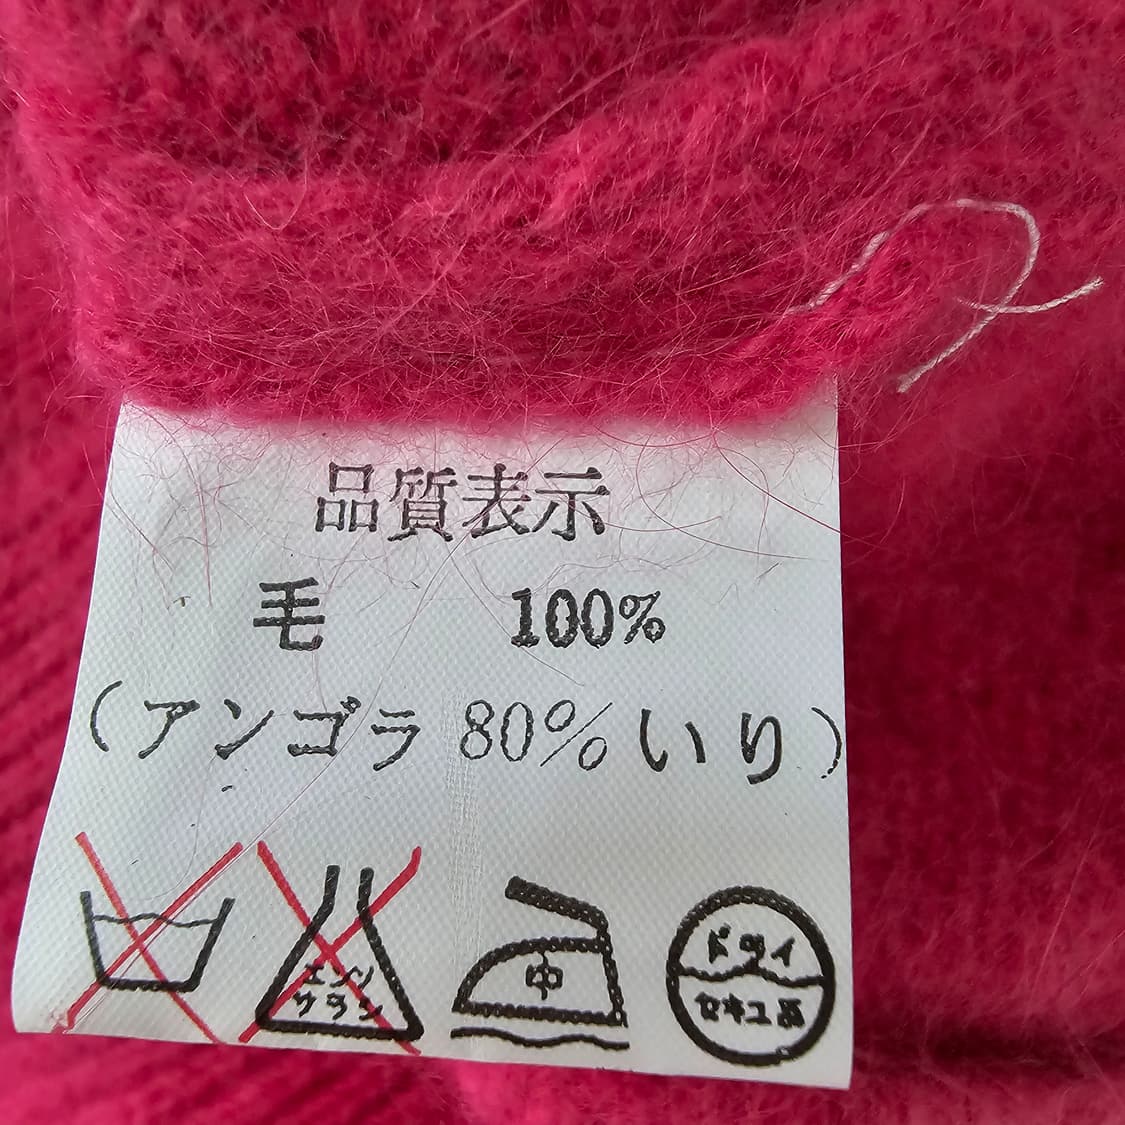 品質表示
毛 100%
(アンゴラ 80%いり)
エンソ
サラシ
中
ドライ
セキユ系